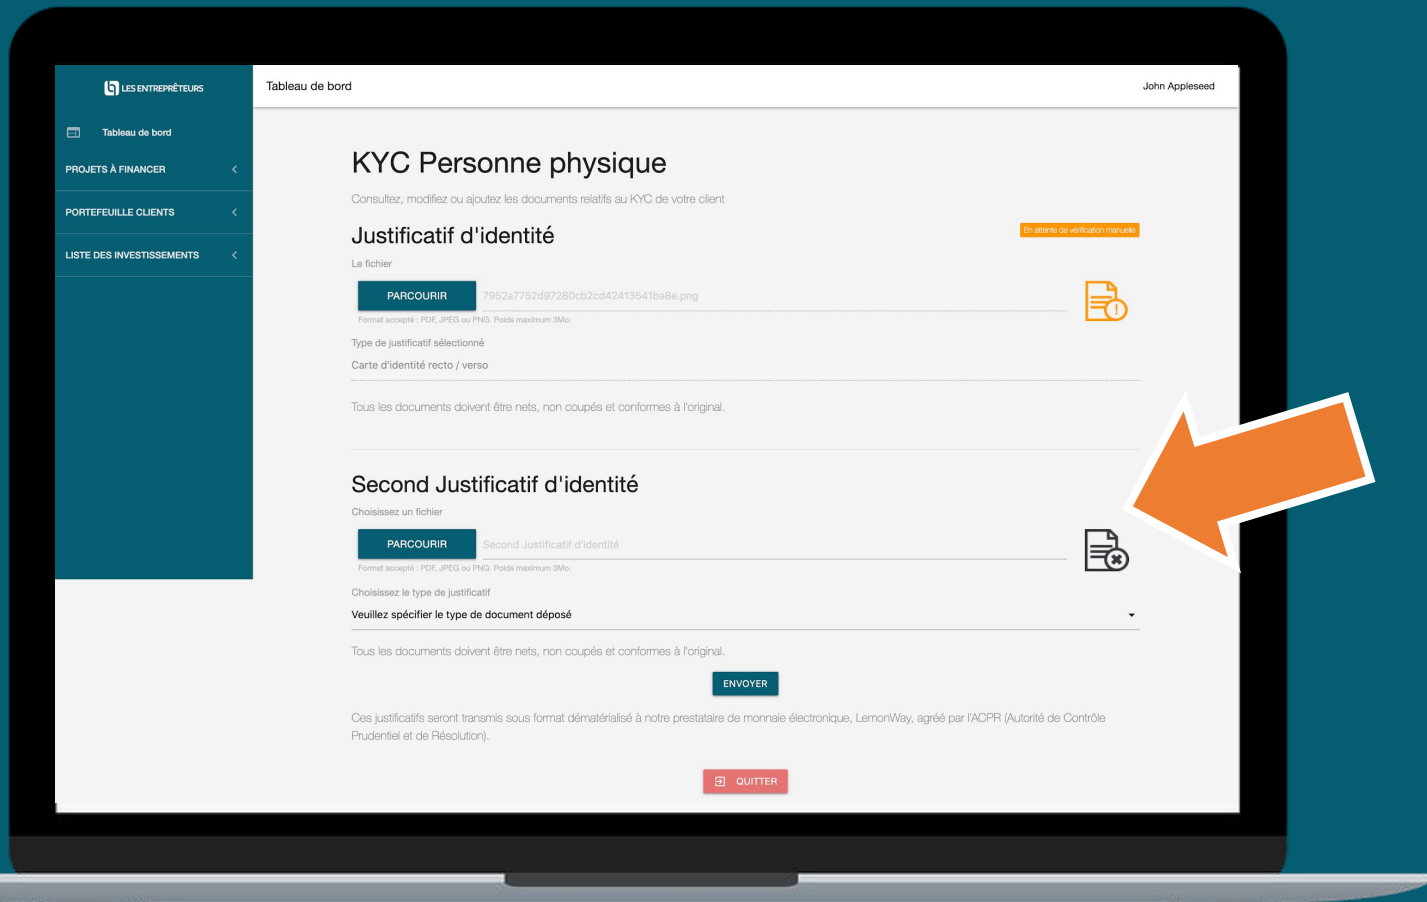 LES ENTREPRÊTEURS
Tableau de bord
John Appleseed
Tableau de bord
PROJETS À FINANCER
PORTEFEUILLE CLIENTS
LISTE DES INVESTISSEMENTS
KYC Personne physique
Consultez, modifiez ou ajoutez les documents relatifs au KYC de votre client
Justificatif d'identité
En attente de vérification manuelle
Le fichier
PARCOURIR
7952a7752d97280cb2cd42413541ba8e.png
Format accepté : PDF, JPEG ou PNG. Poids maximum 3Mo.
Type de justificatif sélectionné
Carte d'identité recto / verso
Tous les documents doivent être nets, non coupés et conformes à l'original.
Second Justificatif d'identité
Choisissez un fichier
PARCOURIR
Second Justificatif d'identité
Format accepté : PDF, JPEG ou PNG. Poids maximum 3Mo.
Choisissez le type de justificatif
Veuillez spécifier le type de document déposé
Tous les documents doivent être nets, non coupés et conformes à l'original.
ENVOYER
Ces justificatifs seront transmis sous format dématérialisé à notre prestataire de monnaie électronique, LemonWay, agréé par l'ACPR (Autorité de Contrôle
Prudentiel et de Résolution).
QUITTER